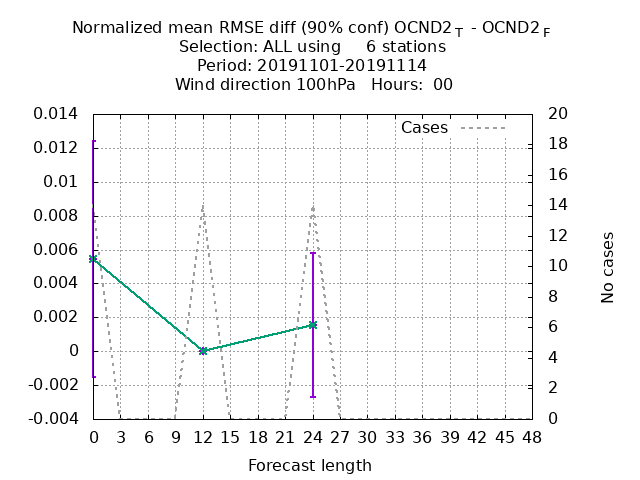 Normalized mean RMSE diff (90% conf) OCND2 T - OCND2 F
Selection: ALL using 6 stations
Period: 20191101-20191114
Wind direction 100hPa Hours: 00
Cases
0.014
0.012
0.01
0.008
0.006
0.004
0.002
0
-0.002
-0.004
20
18
16
14
12
10
8
6
4
2
0
No cases
0 3 6 9 12 15 18 21 24 27 30 33 36 39 42 45 48
Forecast length